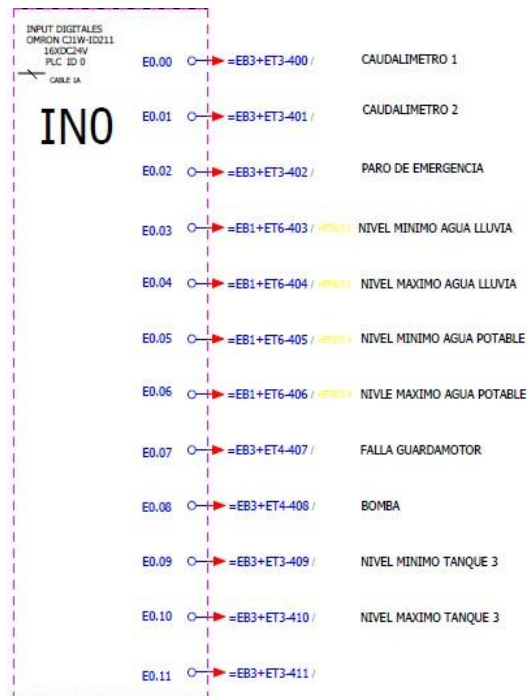 INPUT DIGITALES
OMRON CJ1W-ID211
16XDC24V
PLC ID 0
CABLE 1A
IN0
E0.00 =EB3+ET3-400 / CAUDALIMETRO 1
E0.01 =EB3+ET3-401 / CAUDALIMETRO 2
E0.02 =EB3+ET3-402 / PARO DE EMERGENCIA
E0.03 =EB1+ET6-403 / NIVEL MINIMO AGUA LLUVIA
E0.04 =EB1+ET6-404 / NIVEL MAXIMO AGUA LLUVIA
E0.05 =EB1+ET6-405 / NIVEL MINIMO AGUA POTABLE
E0.06 =EB1+ET6-406 / NIVLE MAXIMO AGUA POTABLE
E0.07 =EB3+ET4-407 / FALLA GUARDAMOTOR
E0.08 =EB3+ET4-408 / BOMBA
E0.09 =EB3+ET3-409 / NIVEL MINIMO TANQUE 3
E0.10 =EB3+ET3-410 / NIVEL MAXIMO TANQUE 3
E0.11 =EB3+ET3-411 /